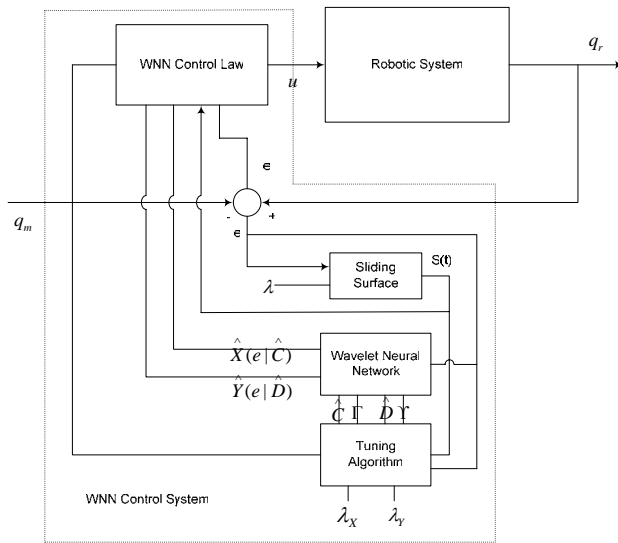 WNN Control Law
Robotic System
q_r
u
ϵ
q_m
-
+
ϵ
S(t)
Sliding
Surface
λ
X̂(e | Ĉ)
Wavelet Neural
Network
Ŷ(e | D̂)
Ĉ Γ D̂ ϒ
Tuning
Algorithm
WNN Control System
λ_X λ_Y